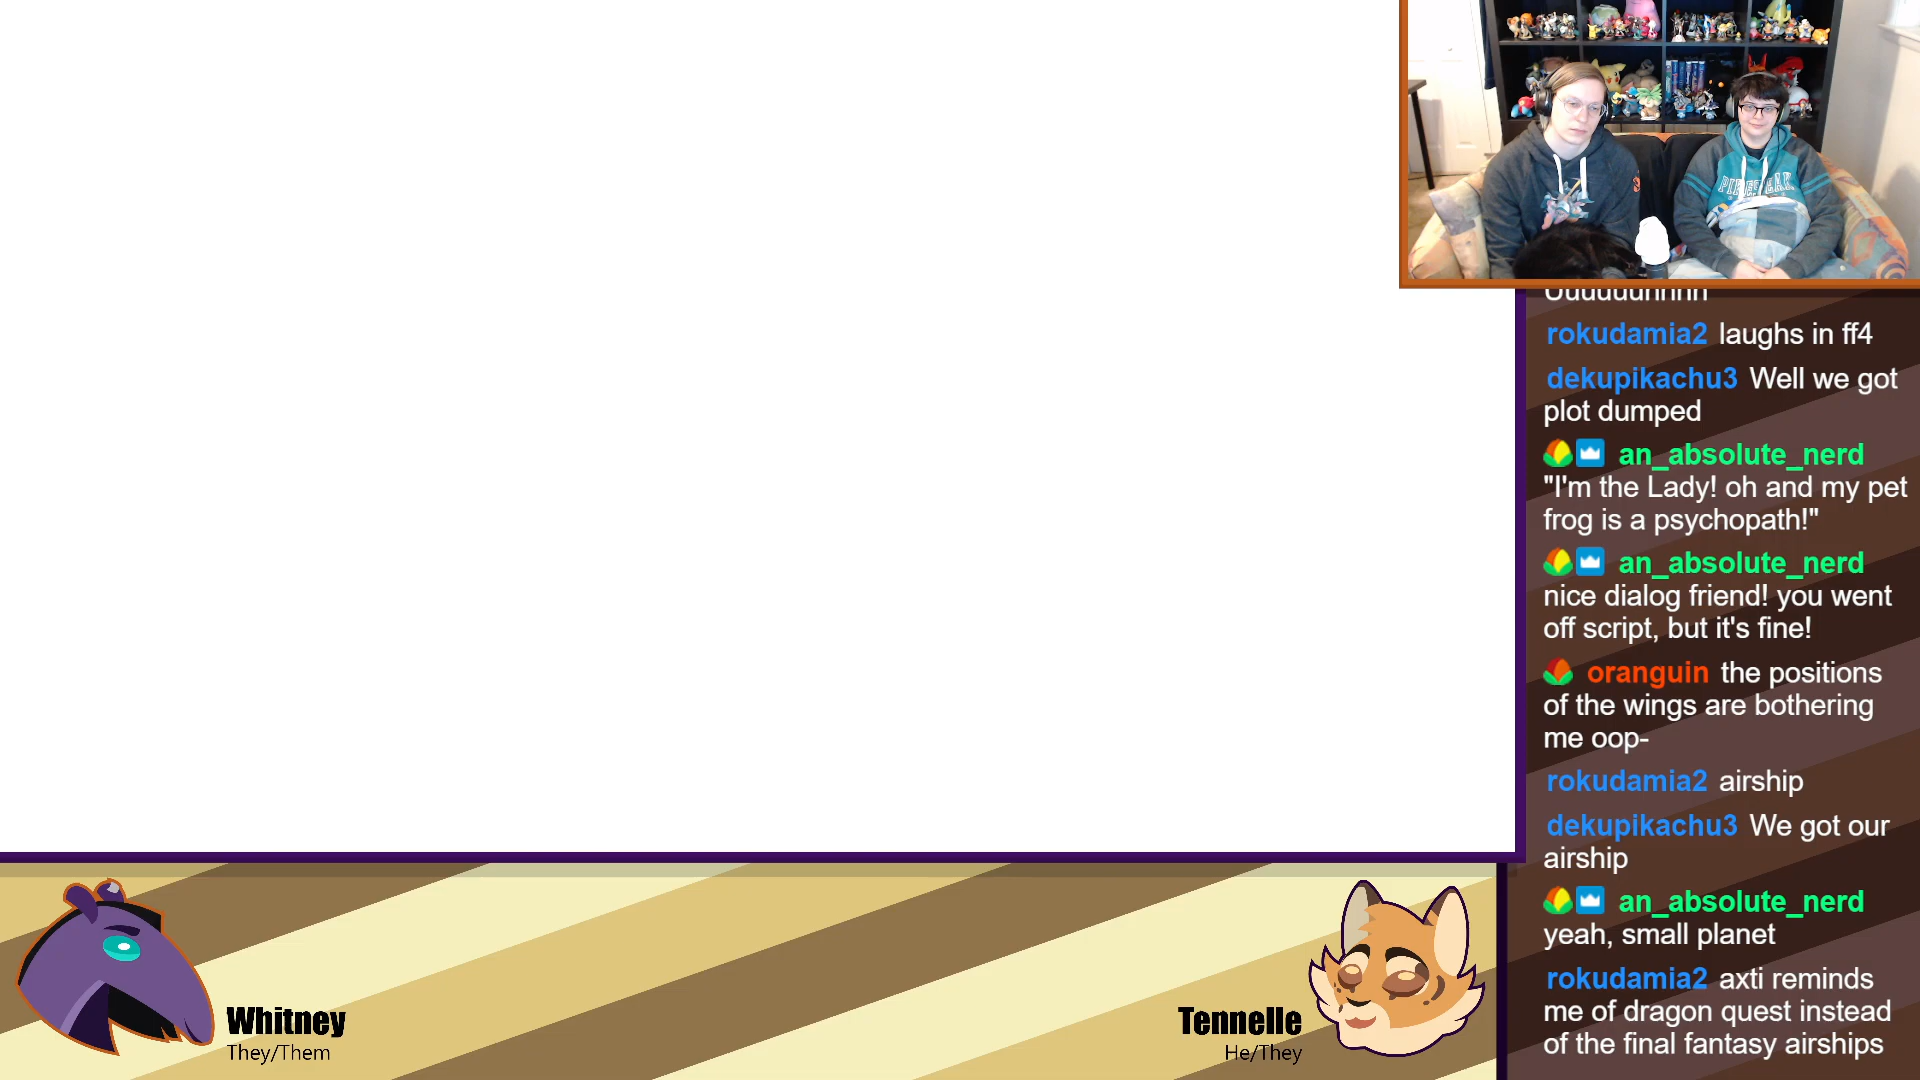 Uuuuuuhhhh
rokudamia2 laughs in ff4
dekupikachu3 Well we got
plot dumped
an_absolute_nerd
"I'm the Lady! oh and my pet
frog is a psychopath!"
an_absolute_nerd
nice dialog friend! you went
off script, but it's fine!
oranguin the positions
of the wings are bothering
me oop-
rokudamia2 airship
dekupikachu3 We got our
airship
an_absolute_nerd
yeah, small planet
rokudamia2 axti reminds
me of dragon quest instead
of the final fantasy airships
Whitney
They/Them
Tennelle
He/They